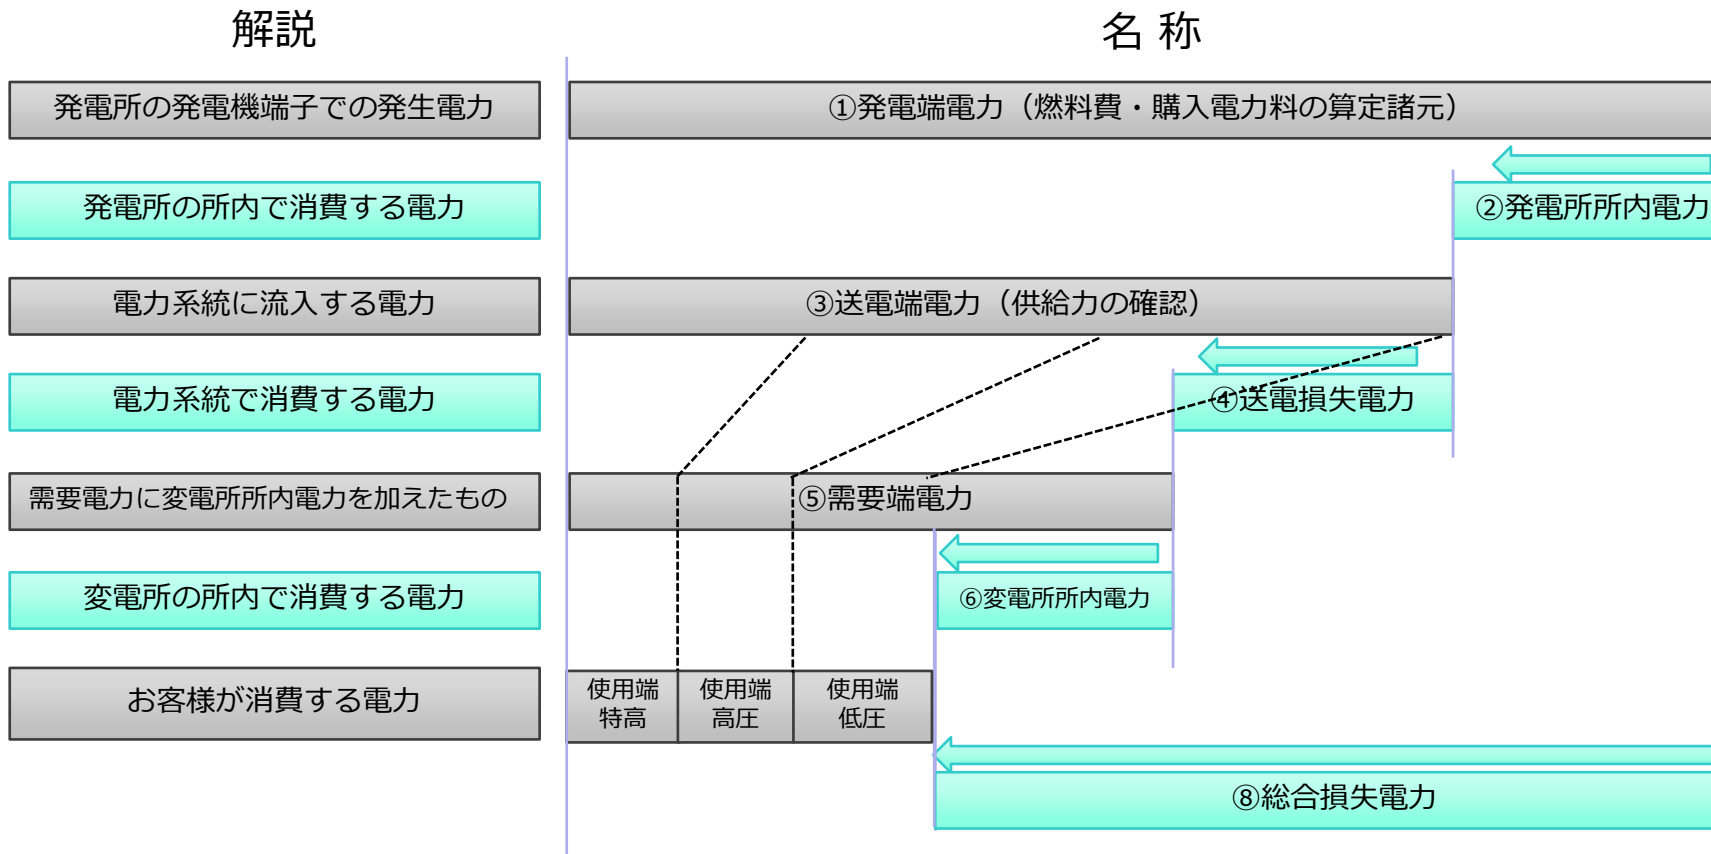 解説
名 称
発電所の発電機端子での発生電力
①発電端電力（燃料費・購入電力料の算定諸元）
発電所の所内で消費する電力
②発電所所内電力
電力系統に流入する電力
③送電端電力（供給力の確認）
電力系統で消費する電力
④送電損失電力
需要電力に変電所所内電力を加えたもの
⑤需要端電力
変電所の所内で消費する電力
⑥変電所所内電力
お客様が消費する電力
使用端
特高
使用端
高圧
使用端
低圧
⑧総合損失電力